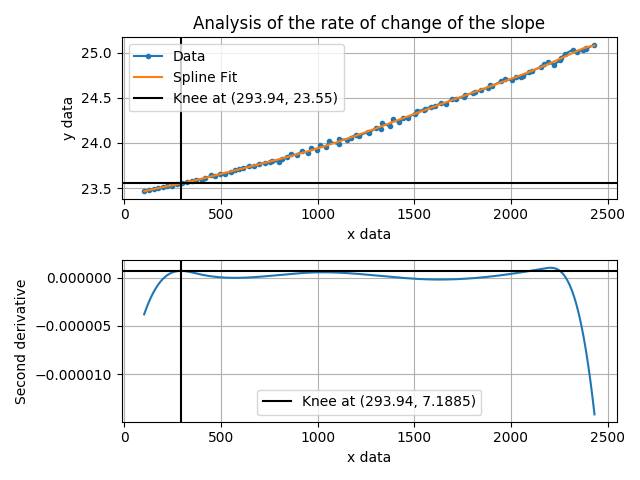 Analysis of the rate of change of the slope
25.0
24.5
24.0
23.5
y data
Data
Spline Fit
Knee at (293.94, 23.55)
0
500
1000
1500
2000
2500
x data
0.000000
−0.000005
−0.000010
Second derivative
Knee at (293.94, 7.1885)
0
500
1000
1500
2000
2500
x data